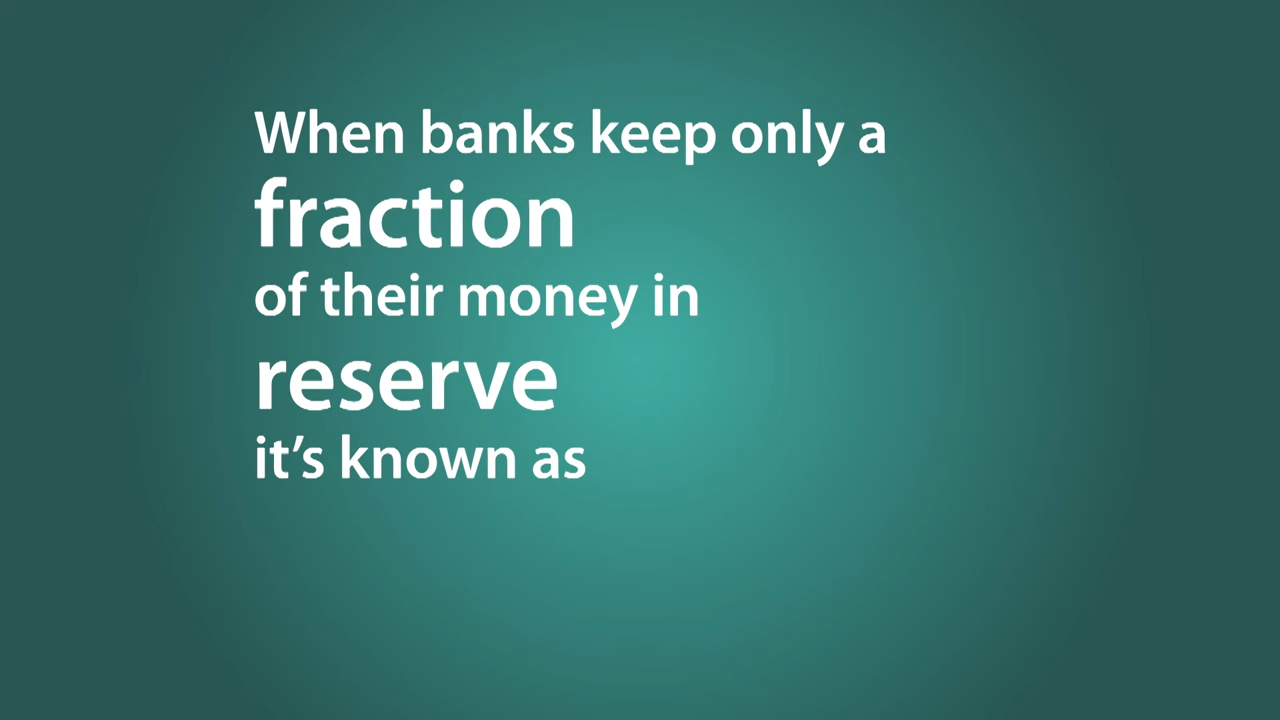 When banks keep only a
fraction
of their money in
reserve
it’s known as